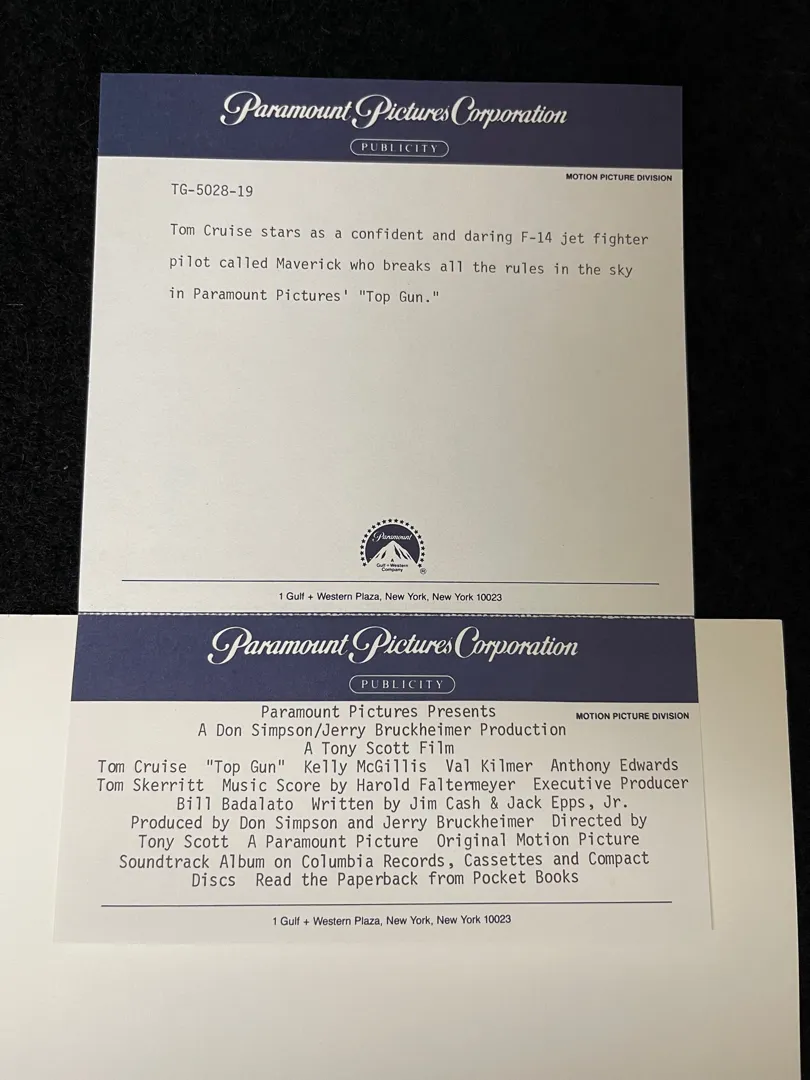 Paramount Pictures Corporation
PUBLICITY
MOTION PICTURE DIVISION
TG-5028-19
Tom Cruise stars as a confident and daring F-14 jet fighter
pilot called Maverick who breaks all the rules in the sky
in Paramount Pictures' "Top Gun."
Paramount
A
Gulf+Western
Company
®
1 Gulf + Western Plaza, New York, New York 10023
Paramount Pictures Corporation
PUBLICITY
Paramount Pictures Presents
MOTION PICTURE DIVISION
A Don Simpson/Jerry Bruckheimer Production
A Tony Scott Film
Tom Cruise "Top Gun" Kelly McGillis Val Kilmer Anthony Edwards
Tom Skerritt Music Score by Harold Faltermeyer Executive Producer
Bill Badalato Written by Jim Cash & Jack Epps, Jr.
Produced by Don Simpson and Jerry Bruckheimer Directed by
Tony Scott A Paramount Picture Original Motion Picture
Soundtrack Album on Columbia Records, Cassettes and Compact
Discs Read the Paperback from Pocket Books
1 Gulf + Western Plaza, New York, New York 10023